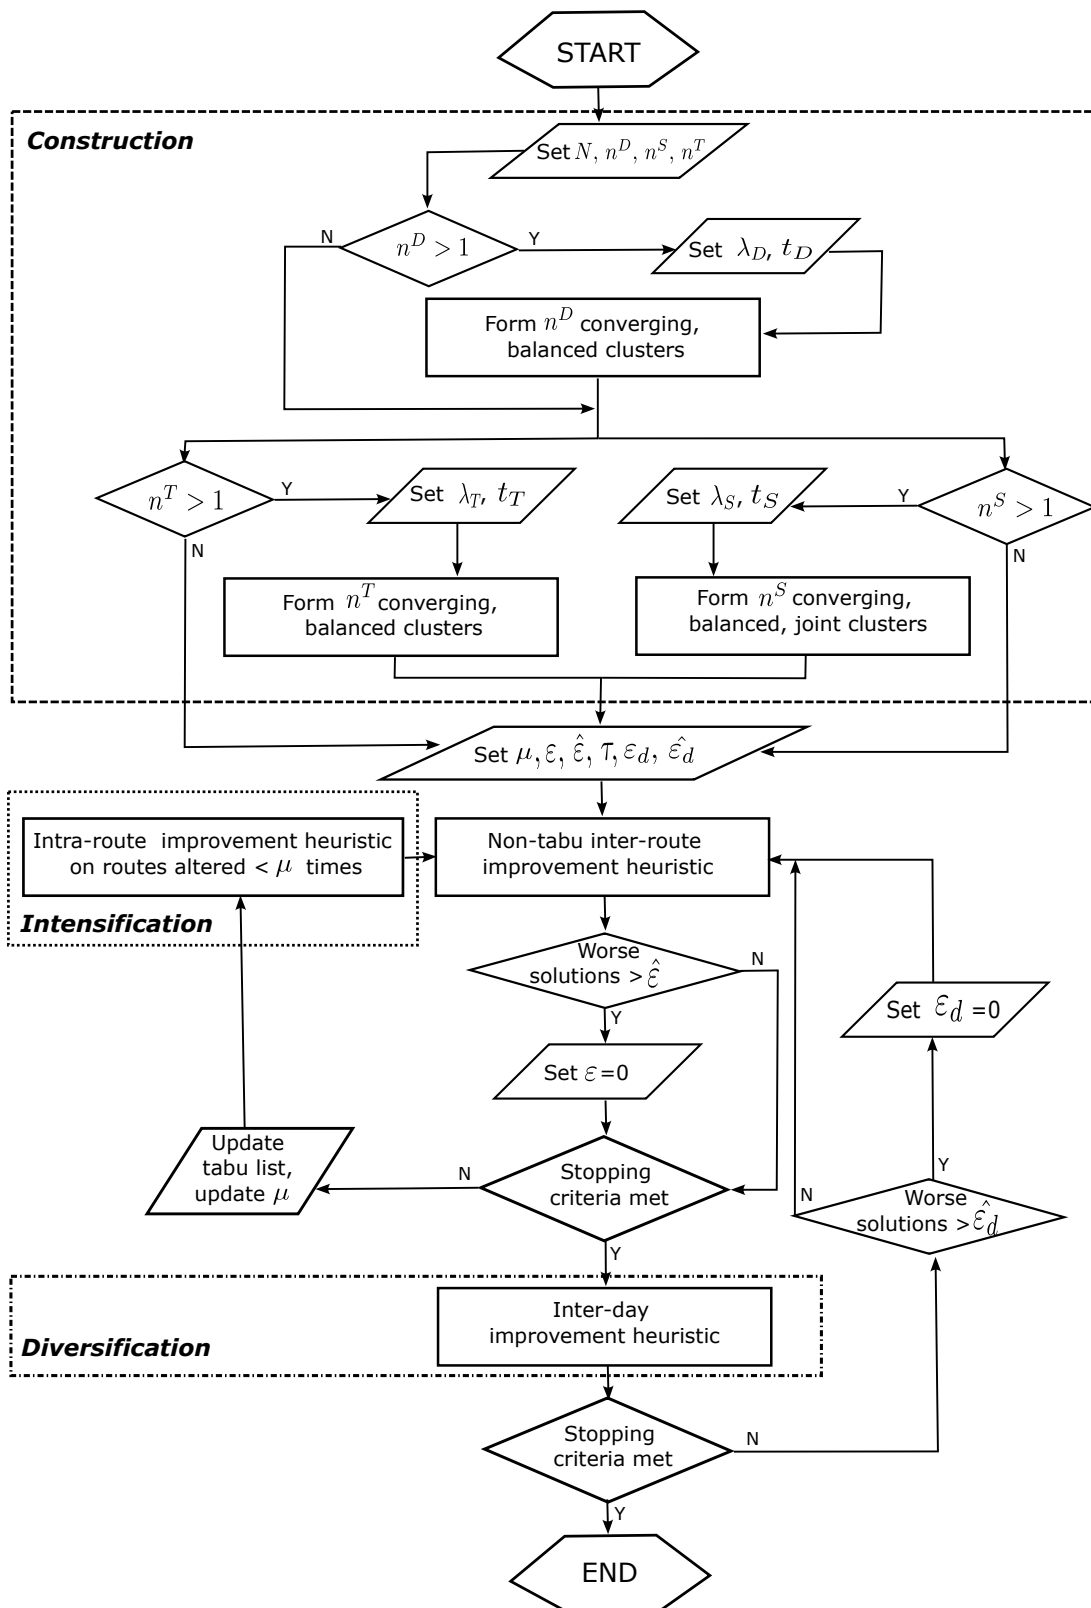 START
Construction
Set N, n^D, n^S, n^T
N
n^D > 1
Y
Set λ_D, t_D
Form n^D converging,
balanced clusters
n^T > 1
Y
Set λ_T, t_T
Set λ_S, t_S
Y
n^S > 1
N
N
Form n^T converging,
balanced clusters
Form n^S converging,
balanced, joint clusters
Set μ, ε, ε̂, τ, ε_d, ε̂_d
Intra-route improvement heuristic
on routes altered < μ times
Intensification
Non-tabu inter-route
improvement heuristic
Worse
solutions > ε̂
N
Y
Set ε_d =0
Set ε=0
Update
tabu list,
update μ
N
Stopping
criteria met
Y
Y
N
Worse
solutions > ε̂_d
Inter-day
improvement heuristic
Diversification
Stopping
criteria met
N
Y
END